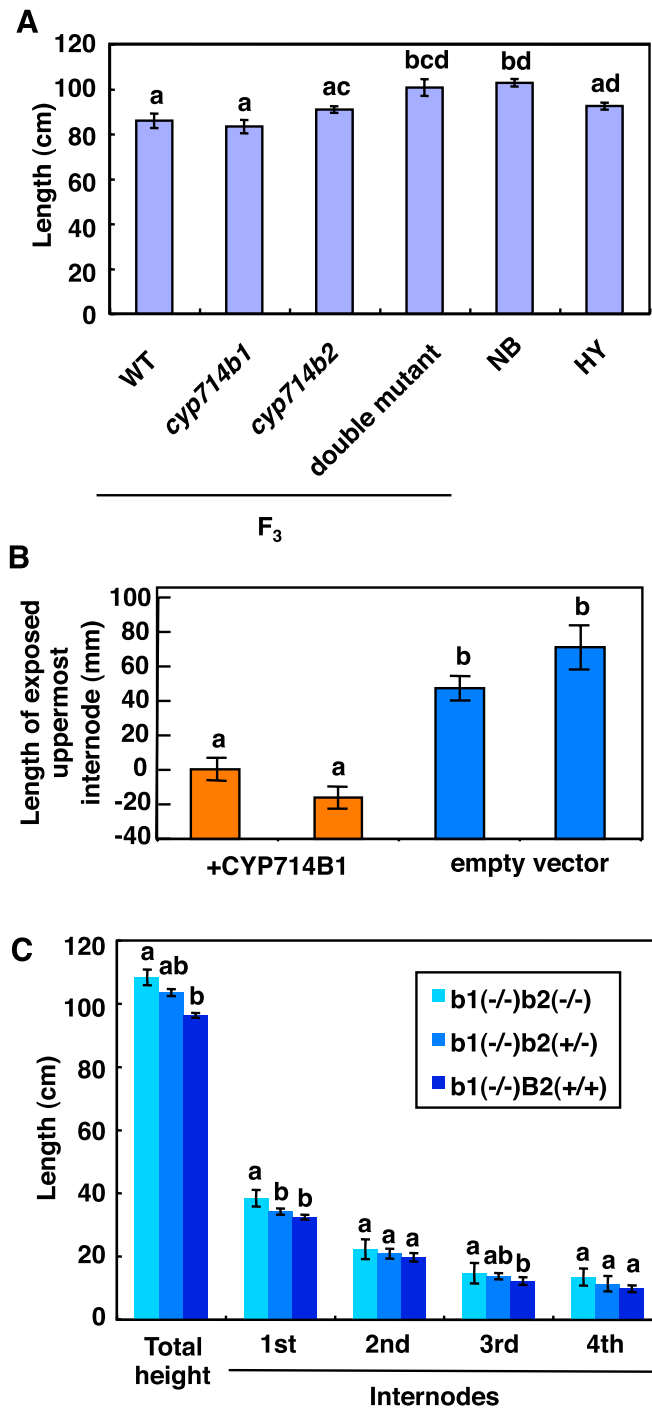 A
120
100
80
60
40
20
0
Length (cm)
a
a
ac
bcd
bd
ad
WT
cyp714b1
cyp714b2
double mutant
NB
HY
F3
B
100
80
60
40
20
0
-20
-40
Length of exposed
uppermost
internode (mm)
a
a
b
b
+CYP714B1
empty vector
C
120
100
80
60
40
20
0
Length (cm)
b1(-/-)b2(-/-)
b1(-/-)b2(+/-)
b1(-/-)B2(+/+)
a ab b
a b b
a a a
a ab b
a a a
Total
height
1st
2nd
3rd
4th
Internodes